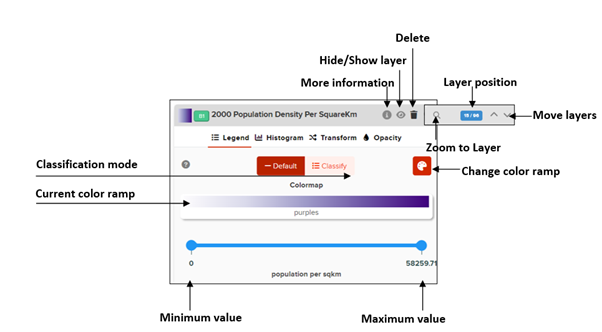 Delete
Hide/Show layer
More information
Layer position
B1 2000 Population Density Per SquareKm
Move layers
Legend Histogram Transform Opacity
Zoom to Layer
Classification mode
Default Classify
Change color ramp
Colormap
Current color ramp
purples
0 58259.71
population per sqkm
Minimum value
Maximum value